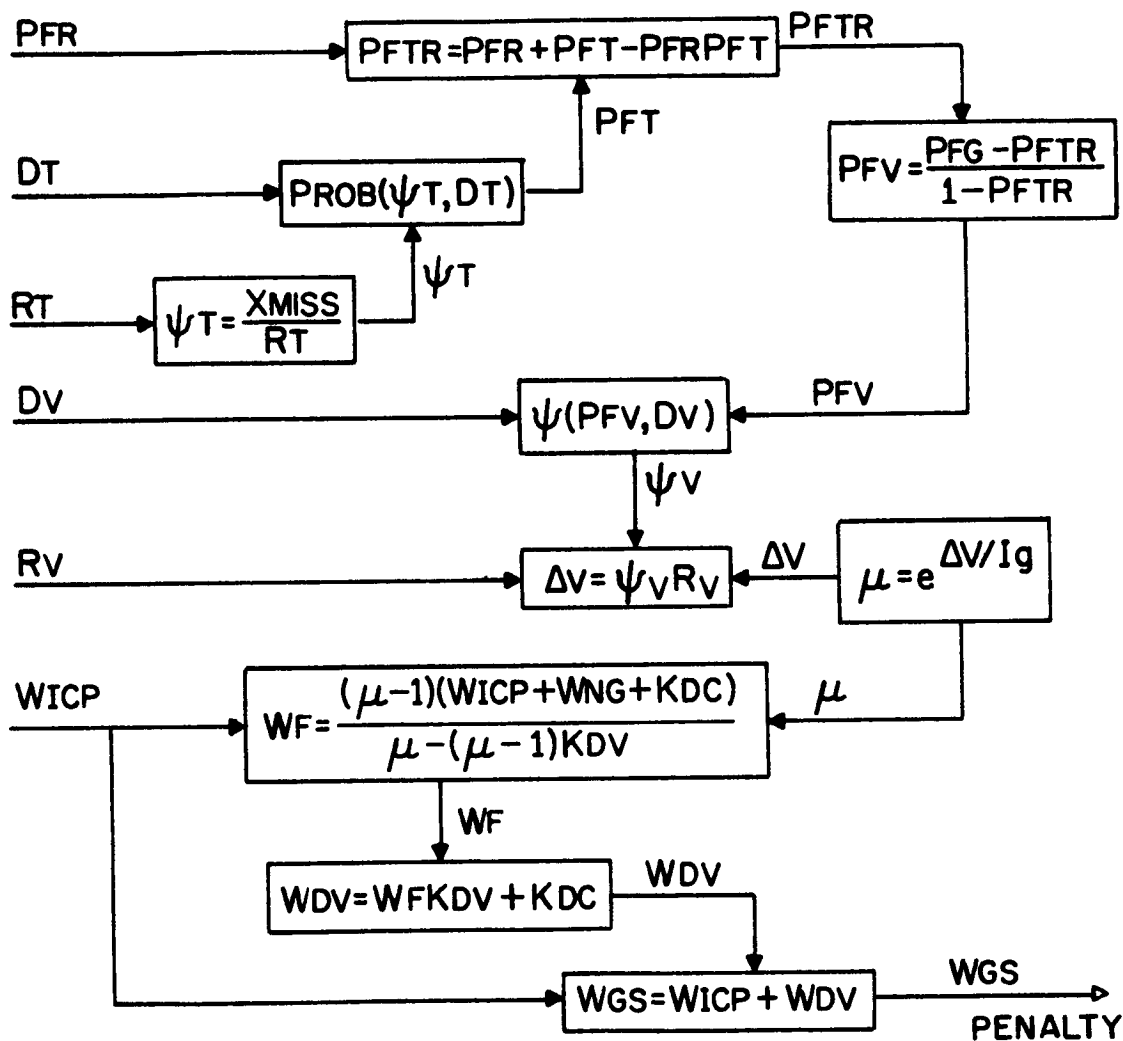 PFR
PFTR=PFR+PFT-PFRPFT
PFTR
PFT
PFV=PFG-PFTR/1-PFTR
DT
PROB(ψT,DT)
ψT
RT
ψT=XMISS/RT
DV
ψ(PFV,DV)
PFV
ψV
RV
ΔV=ψVRV
ΔV
μ=e^ΔV/Ig
WICP
WF=(μ-1)(WICP+WNG+KDC)/μ-(μ-1)KDV
μ
WF
WDV=WFKDV+KDC
WDV
WGS=WICP+WDV
WGS
PENALTY